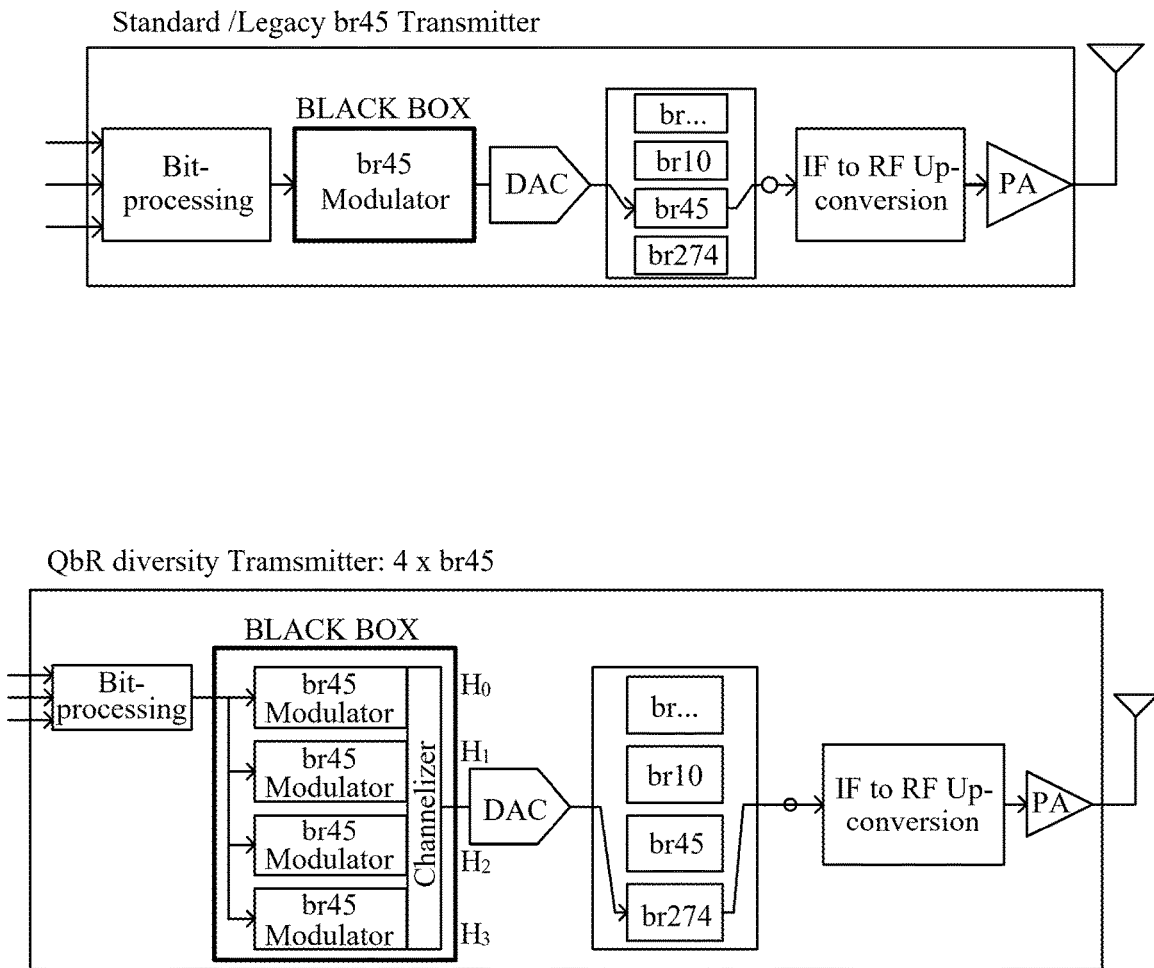 Standard /Legacy br45 Transmitter
BLACK BOX
Bit-
processing
br45
Modulator
DAC
br...
br10
br45
br274
IF to RF Up-
conversion
PA
QbR diversity Tramsmitter: 4 x br45
BLACK BOX
Bit-
processing
br45
Modulator
br45
Modulator
br45
Modulator
br45
Modulator
Channelizer
H0
H1
H2
H3
DAC
br...
br10
br45
br274
IF to RF Up-
conversion
PA